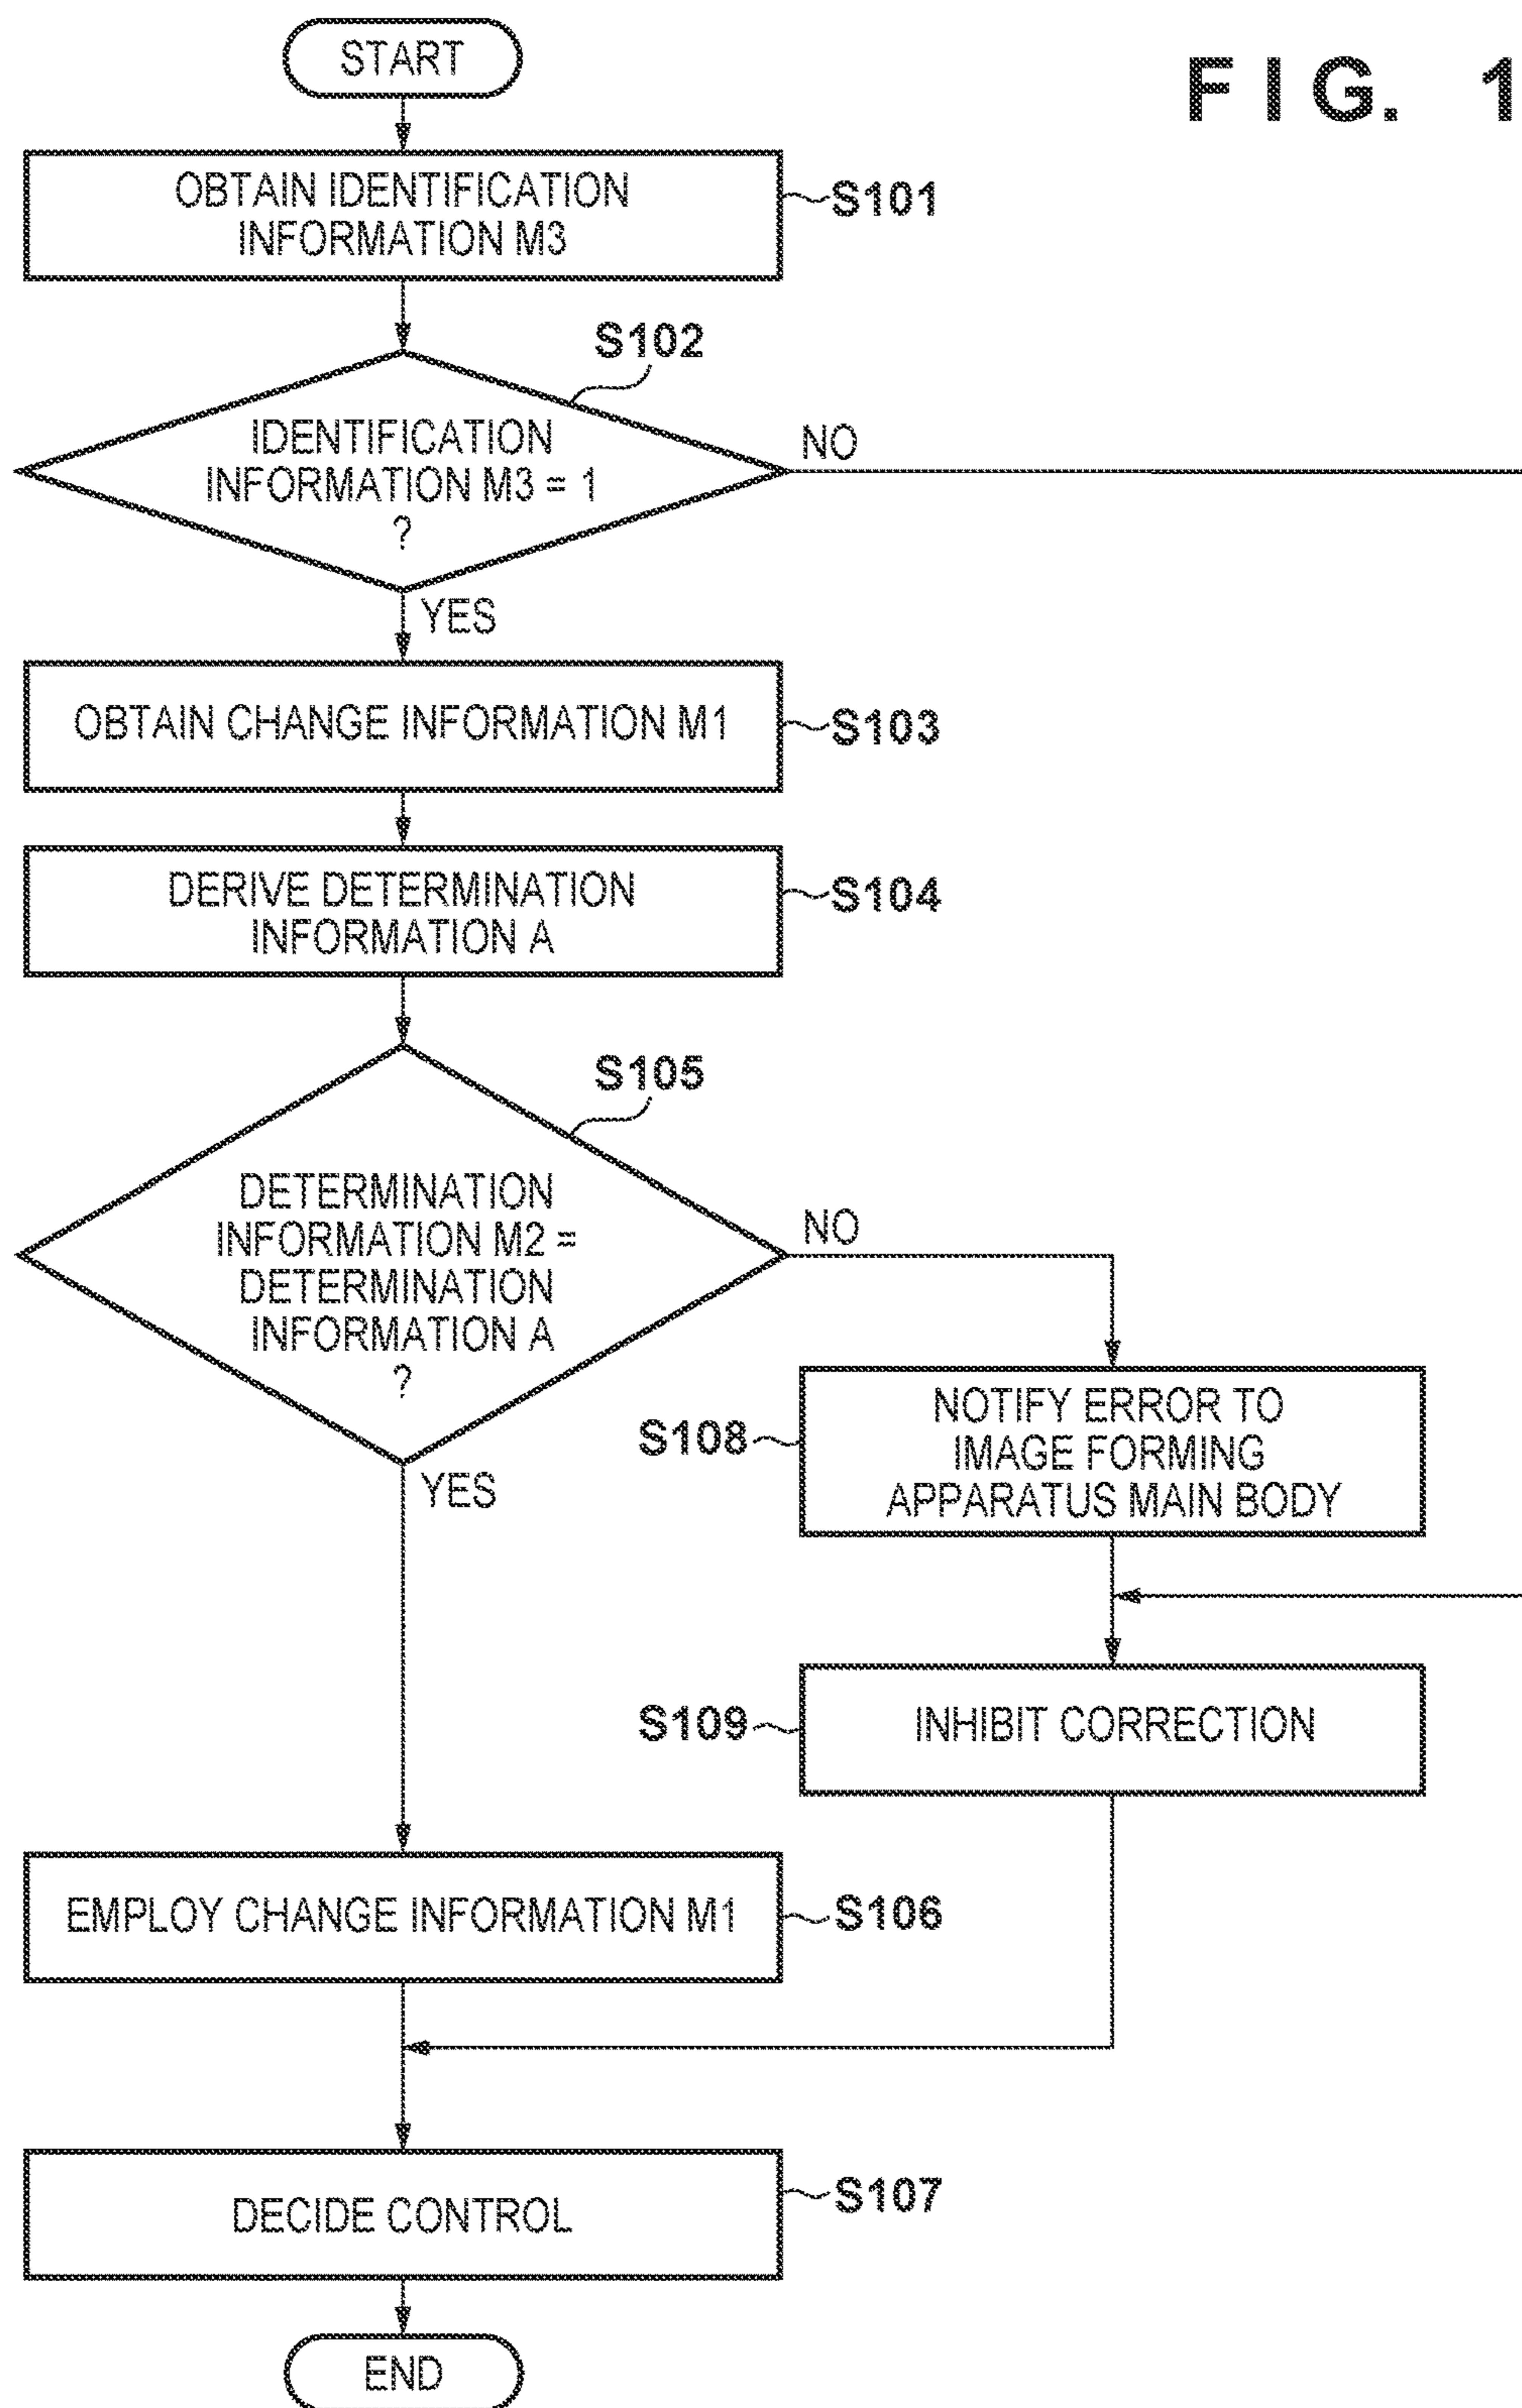 FIG. 1
START
OBTAIN IDENTIFICATION
INFORMATION M3
S101
S102
IDENTIFICATION
INFORMATION M3 = 1
?
NO
YES
OBTAIN CHANGE INFORMATION M1
S103
DERIVE DETERMINATION
INFORMATION A
S104
S105
DETERMINATION
INFORMATION M2 =
DETERMINATION
INFORMATION A
?
NO
YES
NOTIFY ERROR TO
IMAGE FORMING
APPARATUS MAIN BODY
S108
INHIBIT CORRECTION
S109
EMPLOY CHANGE INFORMATION M1
S106
DECIDE CONTROL
S107
END